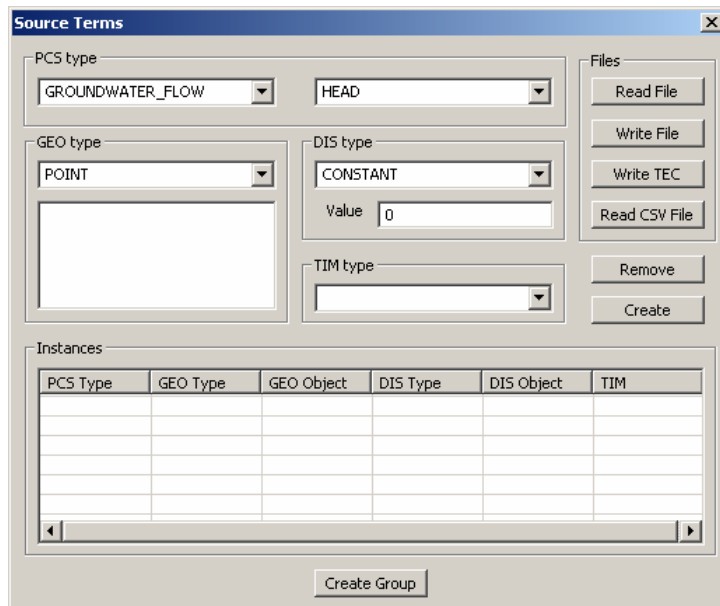 Source Terms
PCS type
GROUNDWATER_FLOW
HEAD
Files
Read File
Write File
Write TEC
Read CSV File
GEO type
POINT
DIS type
CONSTANT
Value 0
TIM type
Remove
Create
Instances
PCS Type GEO Type GEO Object DIS Type DIS Object TIM
Create Group